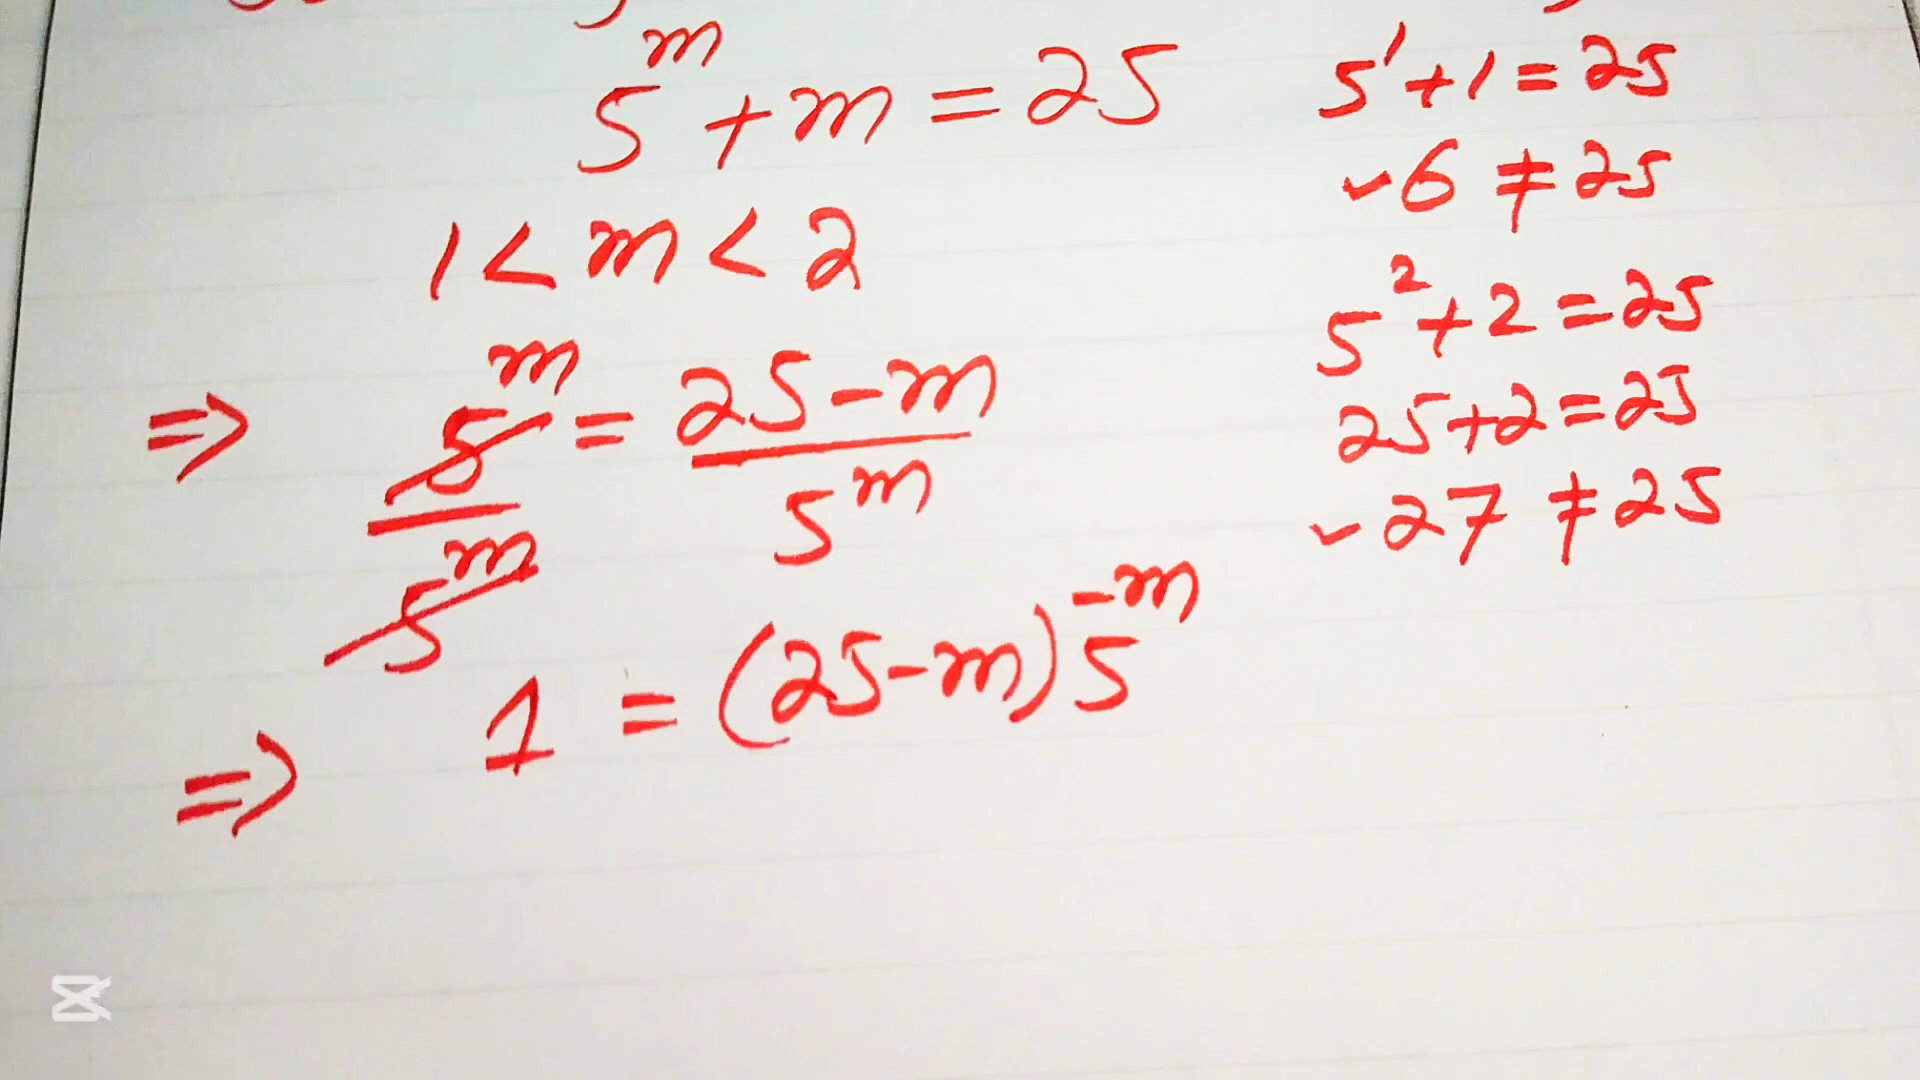 5^m + m = 25
1 < m < 2
⇒ 5^m/5^m = (25-m)/5^m
⇒ 1 = (25-m)5^-m
5^1+1=25
✓6 ≠ 25
5^2+2=25
25+2=25
✓27 ≠ 25